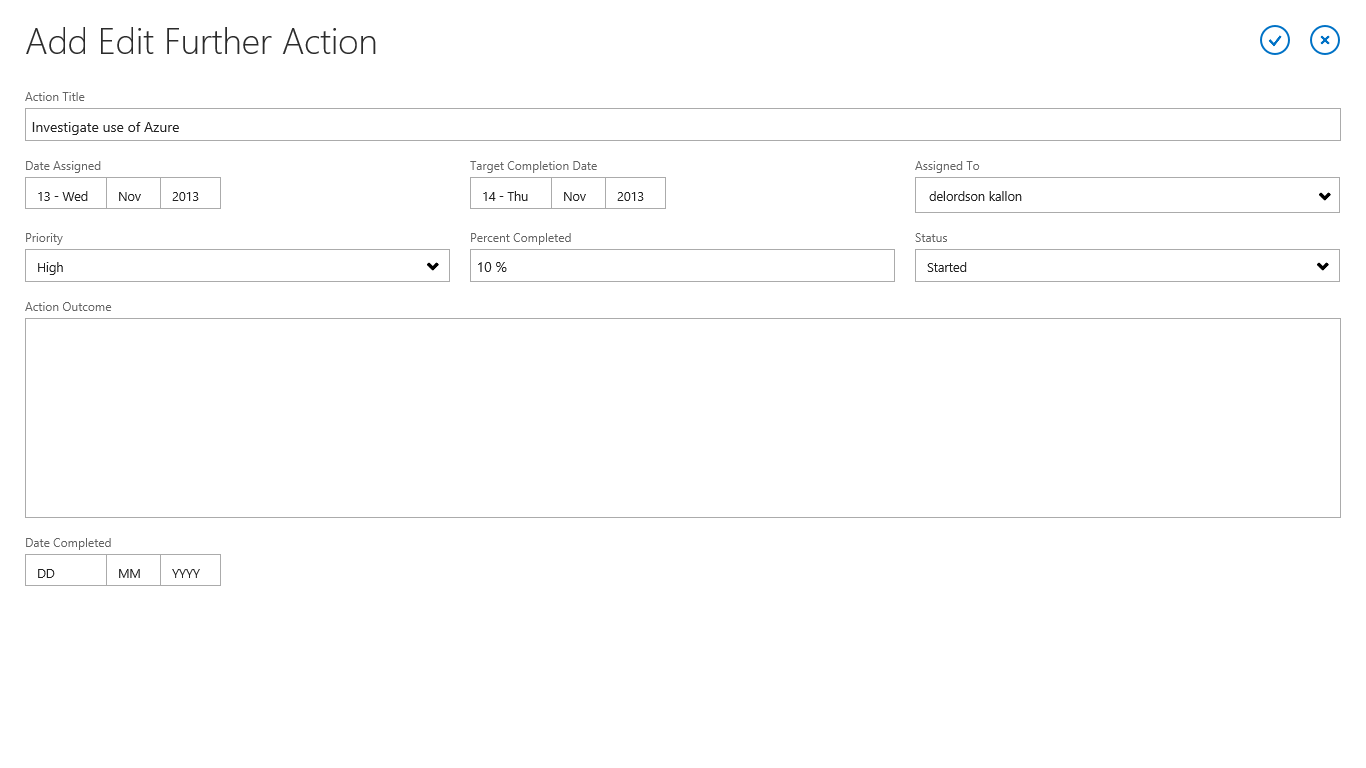 Add Edit Further Action
Action Title
Investigate use of Azure
Date Assigned Target Completion Date Assigned To
13 - Wed Nov 2013 14 - Thu Nov 2013 delordson kallon
Priority Percent Completed Status
High 10 % Started
Action Outcome
Date Completed
DD MM YYYY